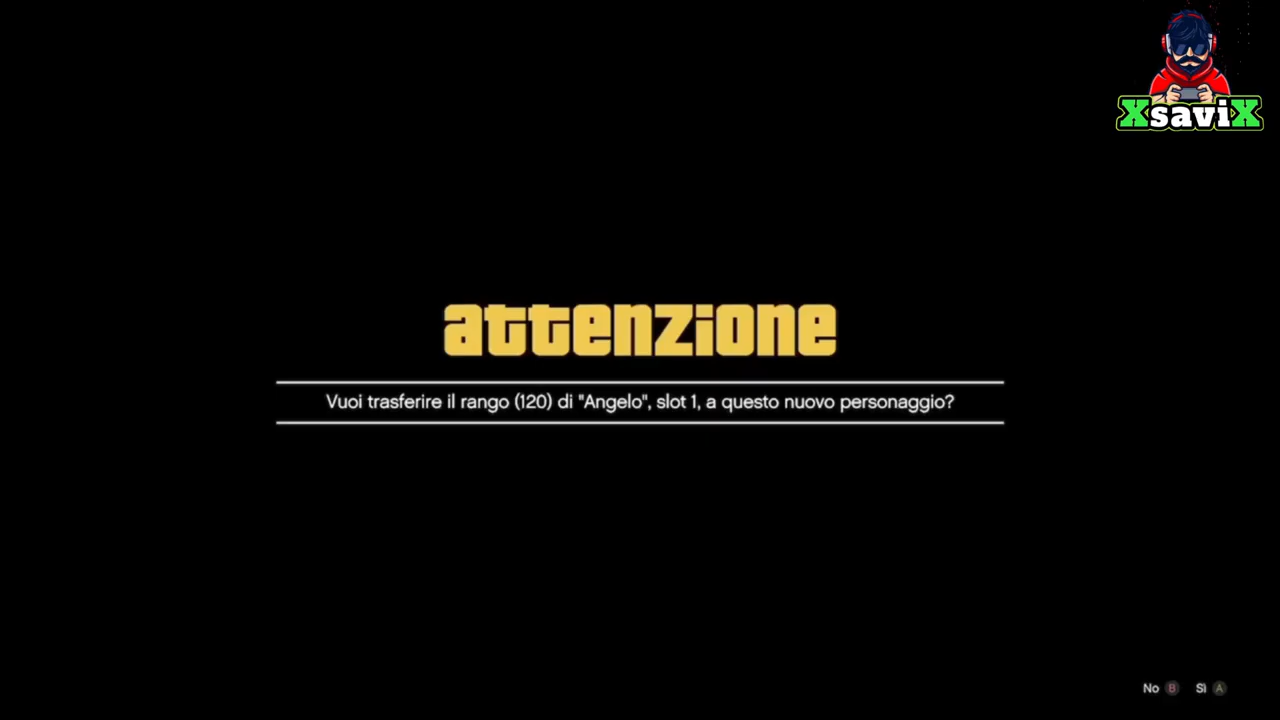 XsaviX
attenzione
Vuoi trasferire il rango (120) di "Angelo", slot 1, a questo nuovo personaggio?
No B Sì A